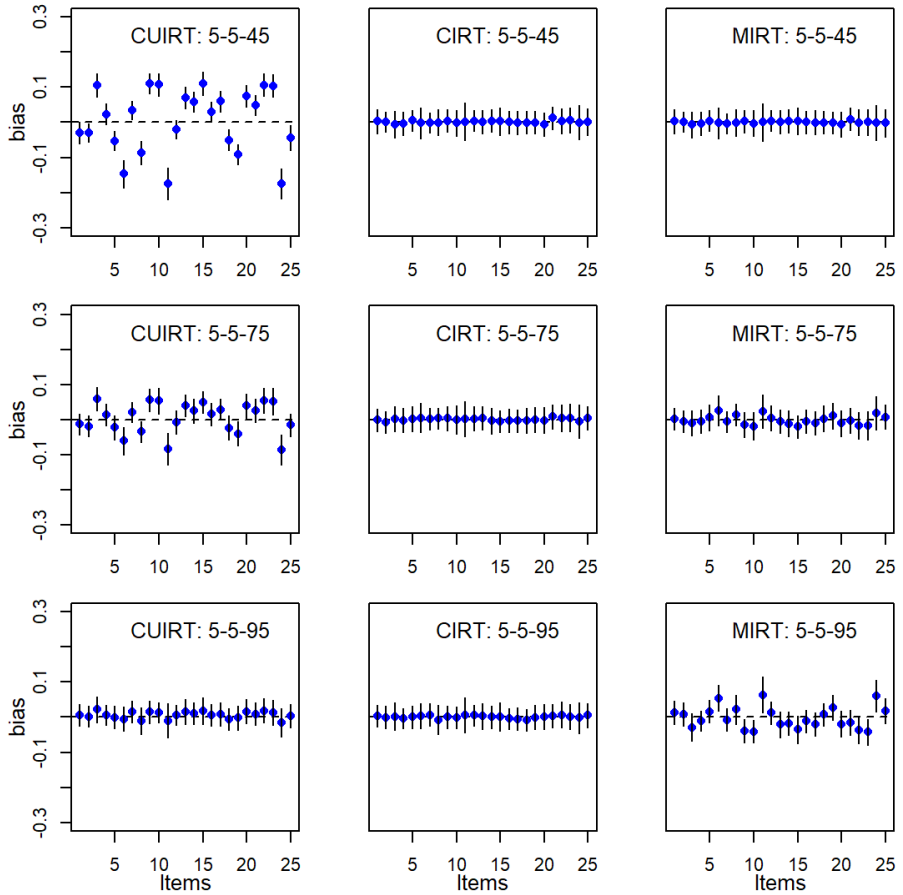 CUIRT: 5-5-45
CIRT: 5-5-45
MIRT: 5-5-45
bias
0.3
0.1
-0.1
-0.3
5 10 15 20 25
5 10 15 20 25
5 10 15 20 25
CUIRT: 5-5-75
CIRT: 5-5-75
MIRT: 5-5-75
bias
0.3
0.1
-0.1
-0.3
5 10 15 20 25
5 10 15 20 25
5 10 15 20 25
CUIRT: 5-5-95
CIRT: 5-5-95
MIRT: 5-5-95
bias
0.3
0.1
-0.1
-0.3
5 10 15 20 25
5 10 15 20 25
5 10 15 20 25
Items
Items
Items